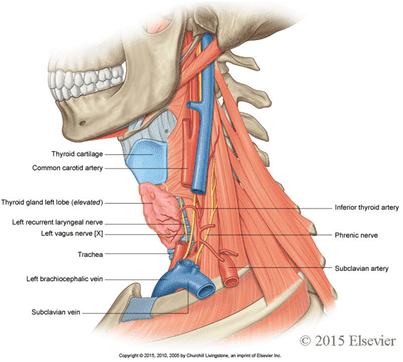 Thyroid cartilage
Common carotid artery
Thyroid gland left lobe (elevated)
Left recurrent laryngeal nerve
Left vagus nerve [X]
Trachea
Left brachiocephalic vein
Subclavian vein
Inferior thyroid artery
Phrenic nerve
Subclavian artery
© 2015 Elsevier
Copyright © 2015, 2010, 2005 by Churchill Livingstone, an imprint of Elsevier Inc.